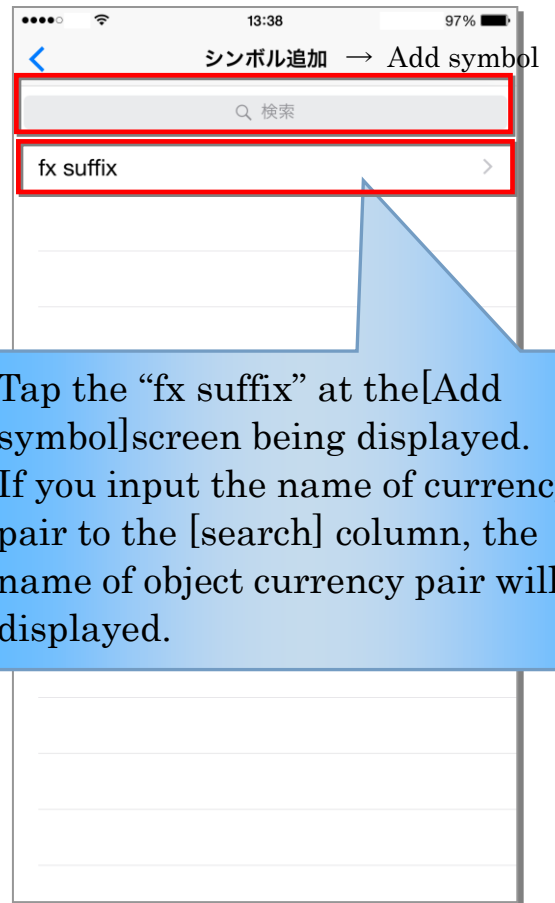 13:38 97%
シンボル追加 → Add symbol
検索
fx suffix
Tap the “fx suffix” at the[Add
symbol]screen being displayed.
If you input the name of currenc
pair to the [search] column, the
name of object currency pair will
displayed.